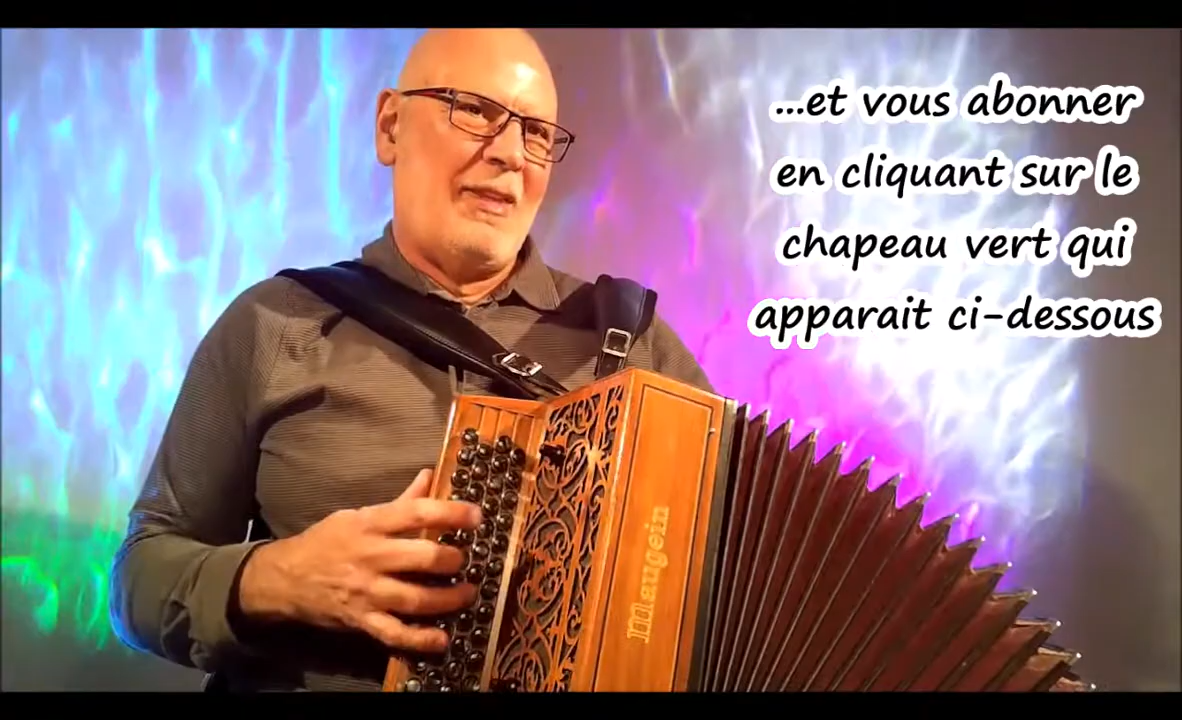 ...et vous abonner
en cliquant sur le
chapeau vert qui
apparait ci-dessous
Maugein